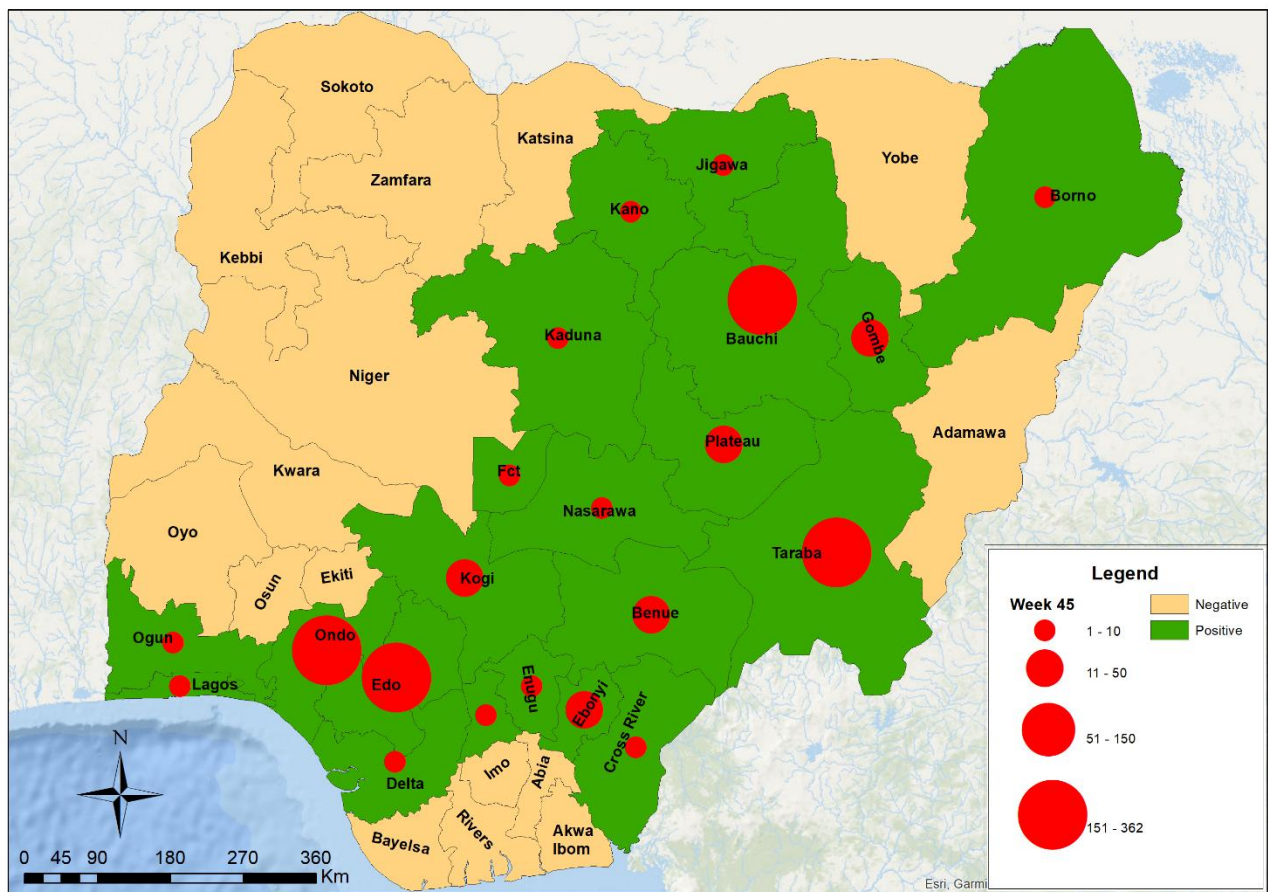 Sokoto
Katsina
Jigawa
Yobe
Zamfara
Kano
Borno
Kebbi
Kaduna
Bauchi
Gombe
Niger
Adamawa
Plateau
Kwara
Fct
Nasarawa
Oyo
Taraba
Osun
Ekiti
Kogi
Benue
Ogun
Ondo
Lagos
Edo
Enugu
Ebonyi
Cross River
Delta
Imo
Abia
Bayelsa
Rivers
Akwa
Ibom
N
0 45 90 180 270 360
Km
Legend
Week 45
1 - 10
11 - 50
51 - 150
151 - 362
Negative
Positive
Esri, Garmi